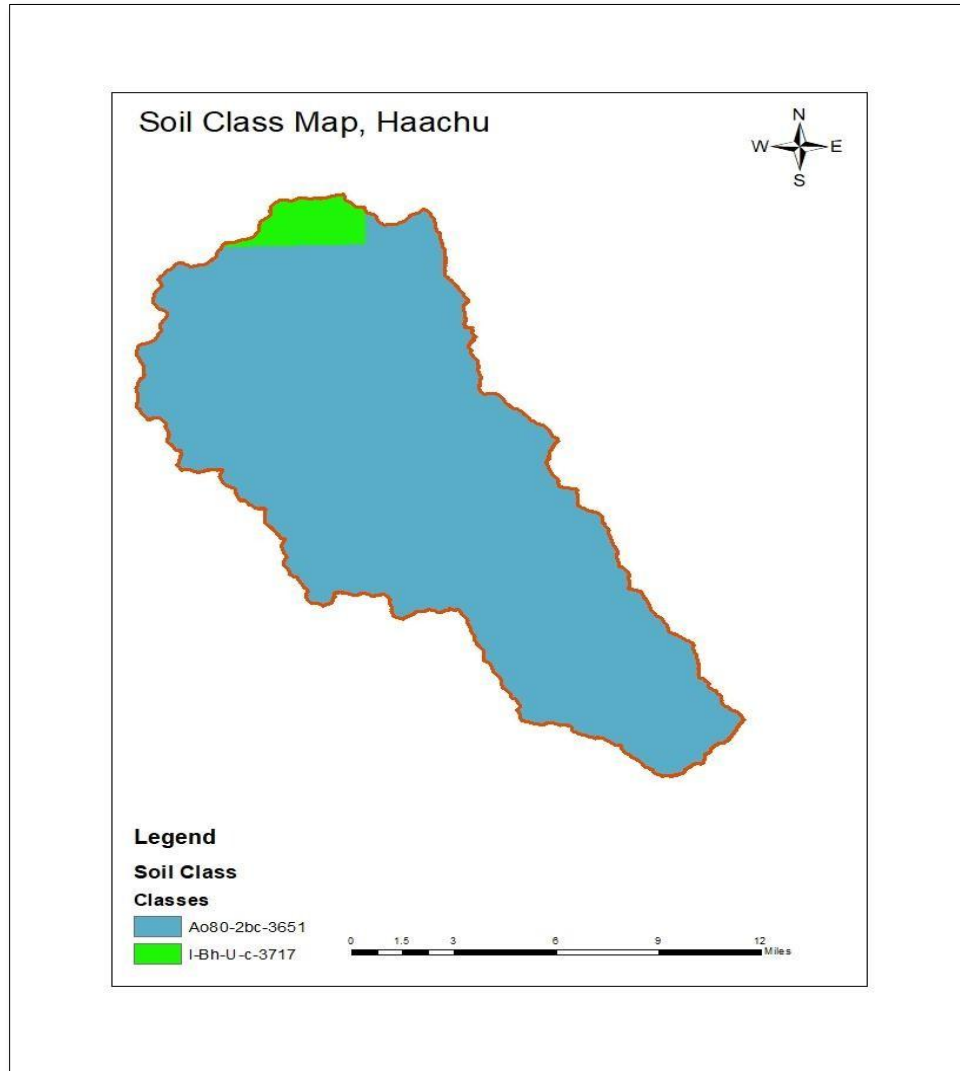 Soil Class Map, Haachu
N
W E
S
Legend
Soil Class
Classes
Ao80-2bc-3651
I-Bh-U-c-3717
0 1.5 3 6 9 12
Miles